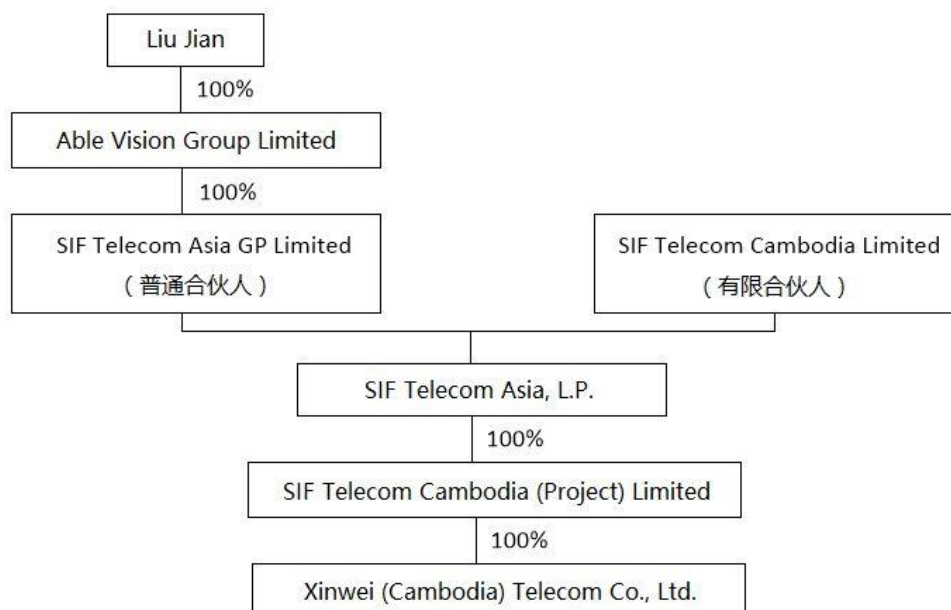 Liu Jian
100%
Able Vision Group Limited
100%
SIF Telecom Asia GP Limited
（普通合伙人）
SIF Telecom Cambodia Limited
（有限合伙人）
SIF Telecom Asia, L.P.
100%
SIF Telecom Cambodia (Project) Limited
100%
Xinwei (Cambodia) Telecom Co., Ltd.